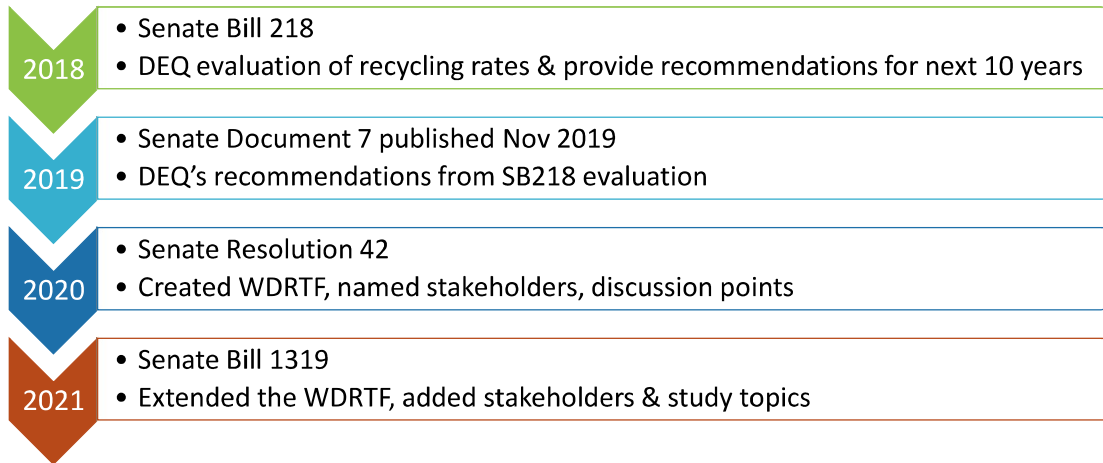 2018
• Senate Bill 218
• DEQ evaluation of recycling rates & provide recommendations for next 10 years
2019
• Senate Document 7 published Nov 2019
• DEQ’s recommendations from SB218 evaluation
2020
• Senate Resolution 42
• Created WDRTF, named stakeholders, discussion points
2021
• Senate Bill 1319
• Extended the WDRTF, added stakeholders & study topics